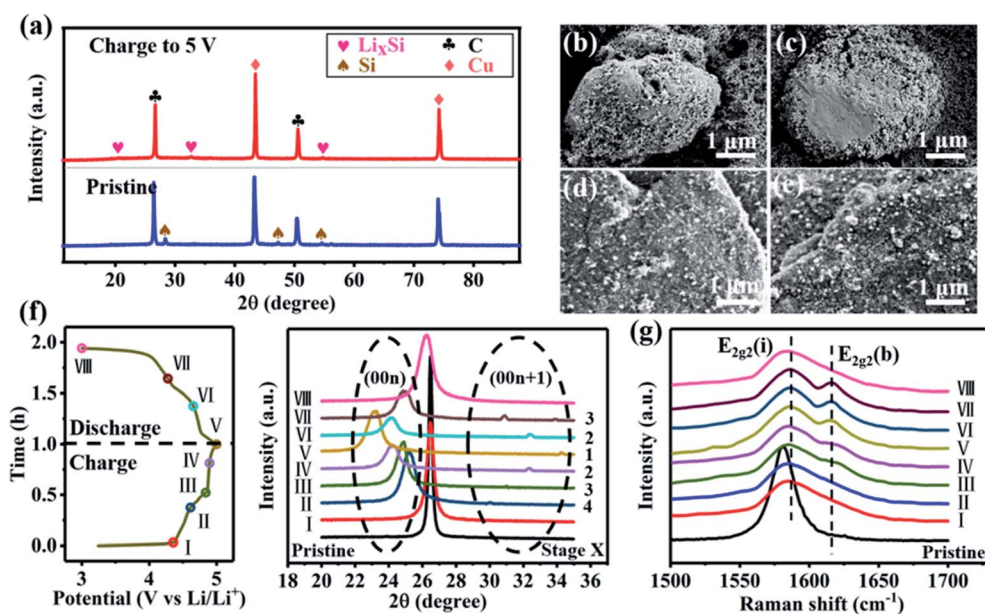 (a)
Charge to 5 V
♥ LiₓSi ♣ C
♠ Si ♦ Cu
Pristine
Intensity (a.u.)
20 30 40 50 60 70 80
2θ (degree)
(b)
1 μm
(c)
1 μm
(d)
1 μm
(e)
1 μm
(f)
2.0
1.5
1.0
0.5
0.0
Time (h)
VIII
VII
VI
V
Discharge
Charge
IV
III
II
I
3 4 5
Potential (V vs Li/Li⁺)
Intensity (a.u.)
(00n) (00n+1)
VIII
VII 3
VI 2
V 1
IV 2
III 3
II 4
I
Pristine Stage X
18 20 22 24 26 28 30 32 34 36
2θ (degree)
(g)
E2g2(i) E2g2(b)
Intensity (a.u.)
VIII
VII
VI
V
IV
III
II
I
Pristine
1500 1550 1600 1650 1700
Raman shift (cm⁻¹)